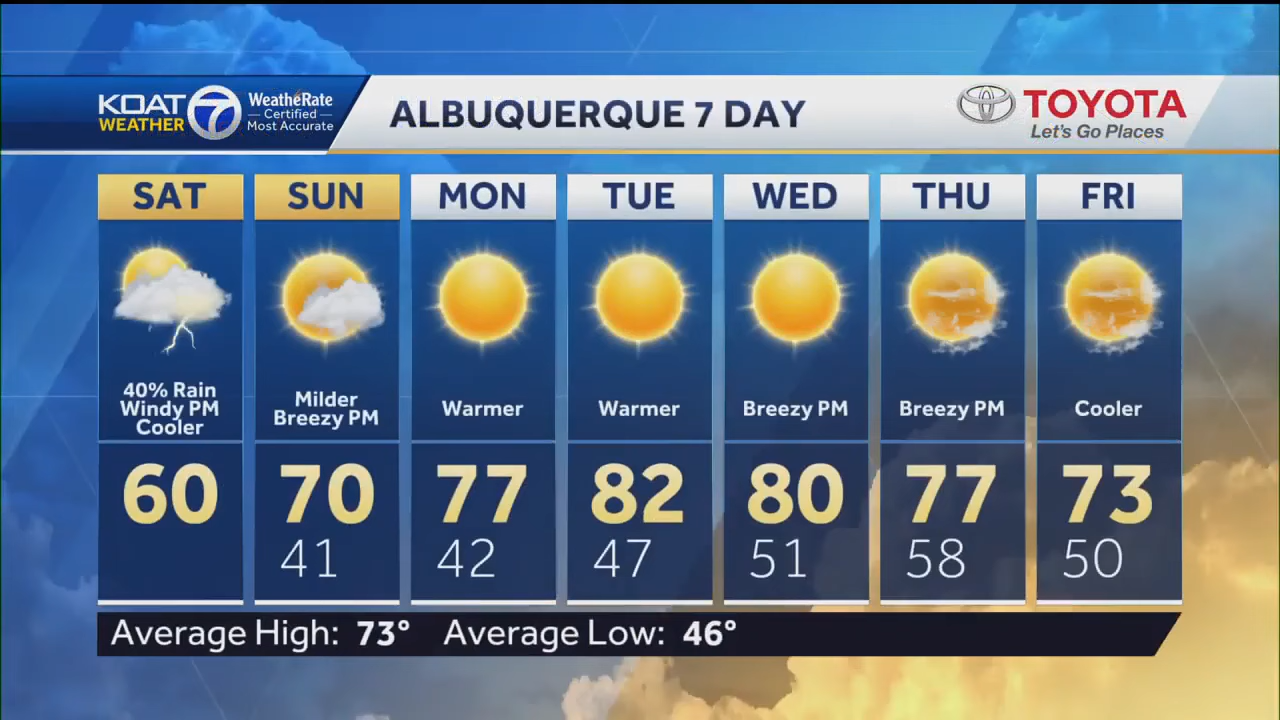 KOAT
WEATHER
7
WeatheRate
Certified
Most Accurate
ALBUQUERQUE 7 DAY
TOYOTA
Let's Go Places
SAT
SUN
MON
TUE
WED
THU
FRI
40% Rain
Windy PM
Cooler
Milder
Breezy PM
Warmer
Warmer
Breezy PM
Breezy PM
Cooler
60
70
77
82
80
77
73
41
42
47
51
58
50
Average High: 73° Average Low: 46°